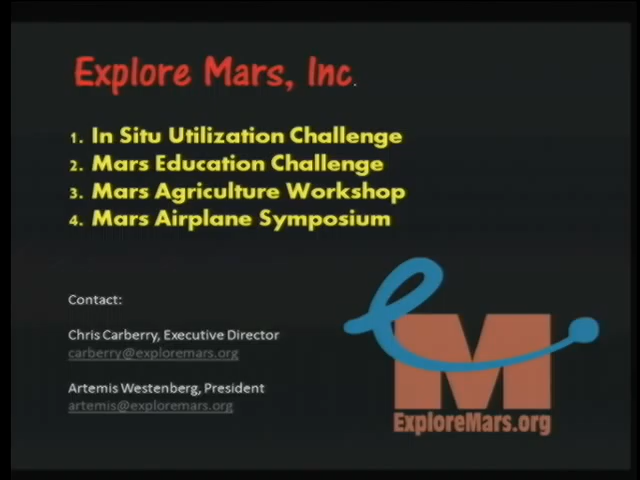 Explore Mars, Inc.
1. In Situ Utilization Challenge
2. Mars Education Challenge
3. Mars Agriculture Workshop
4. Mars Airplane Symposium
Contact:
Chris Carberry, Executive Director
carberry@exploremars.org
Artemis Westenberg, President
artemis@exploremars.org
e M
ExploreMars.org